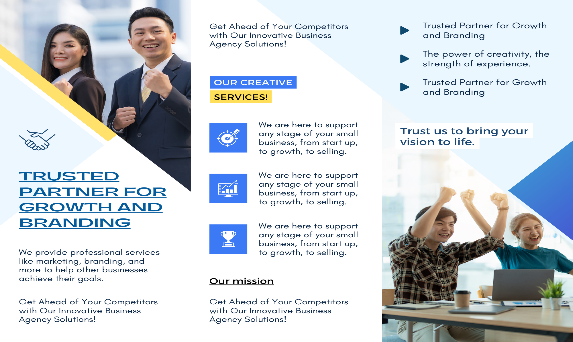 TRUSTED
PARTNER FOR
GROWTH AND
BRANDING
We provide professional services
like marketing, branding, and
more to help other businesses
achieve their goals.
Get Ahead of Your Competitors
with Our Innovative Business
Agency Solutions!
Get Ahead of Your Competitors
with Our Innovative Business
Agency Solutions!
OUR CREATIVE
SERVICES!
We are here to support
any stage of your small
business, from start up,
to growth, to selling.
We are here to support
any stage of your small
business, from start up,
to growth, to selling.
We are here to support
any stage of your small
business, from start up,
to growth, to selling.
Our mission
Get Ahead of Your Competitors
with Our Innovative Business
Agency Solutions!
Trusted Partner for Growth
and Branding
The power of creativity, the
strength of experience.
Trusted Partner for Growth
and Branding
Trust us to bring your
vision to life.